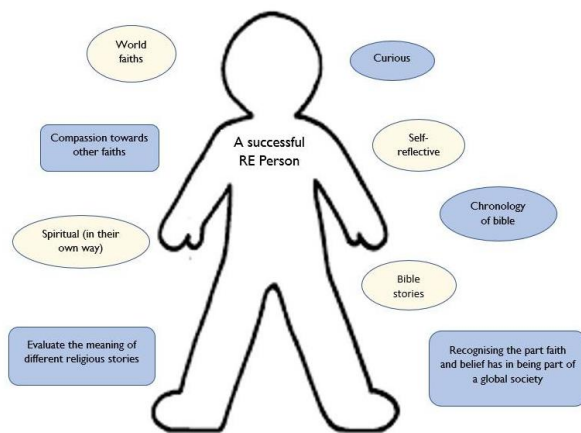 World
faiths
Curious
Compassion towards
other faiths
A successful
RE Person
Self-
reflective
Chronology
of bible
Spiritual (in their
own way)
Bible
stories
Evaluate the meaning of
different religious stories
Recognising the part faith
and belief has in being part of
a global society